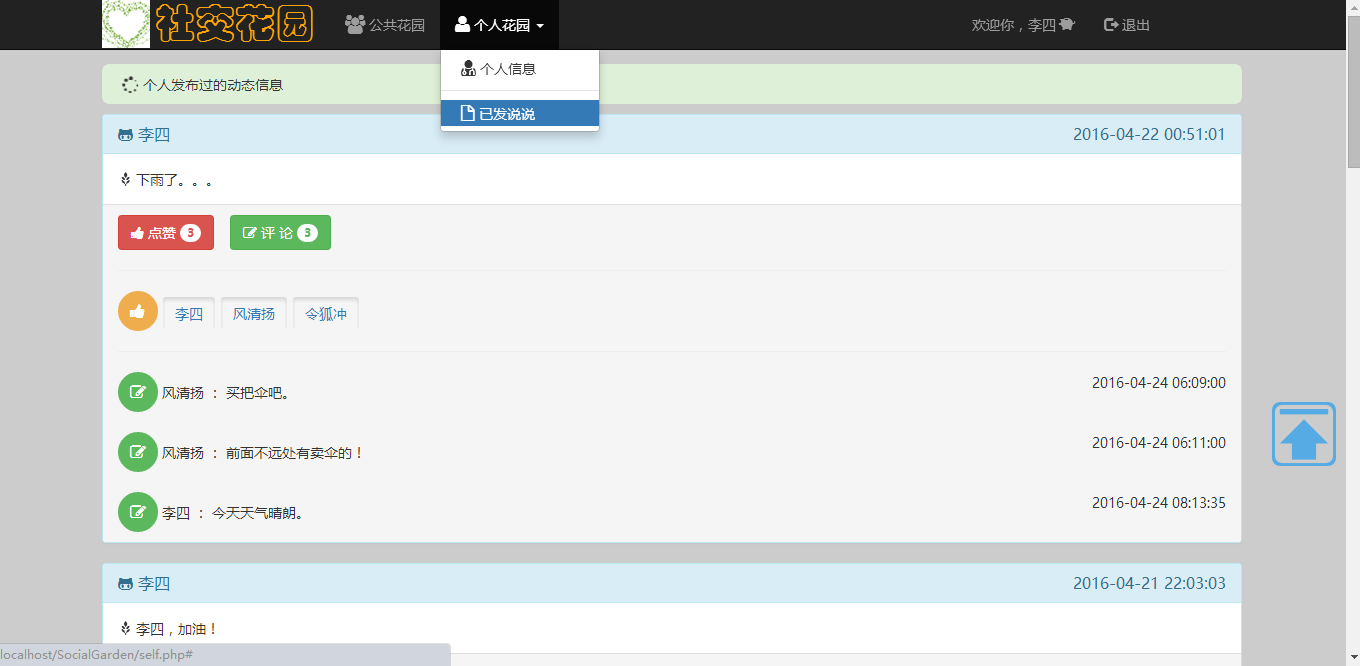 社交花园 公共花园 个人花园 欢迎你，李四 退出
个人信息
已发说说
个人发布过的动态信息
李四 2016-04-22 00:51:01
下雨了。。。
点赞 3 评 论 3
李四 风清扬 令狐冲
风清扬 ： 买把伞吧。 2016-04-24 06:09:00
风清扬 ： 前面不远处有卖伞的！ 2016-04-24 06:11:00
李四 ： 今天天气晴朗。 2016-04-24 08:13:35
李四 2016-04-21 22:03:03
李四，加油！
localhost/SocialGarden/self.php#